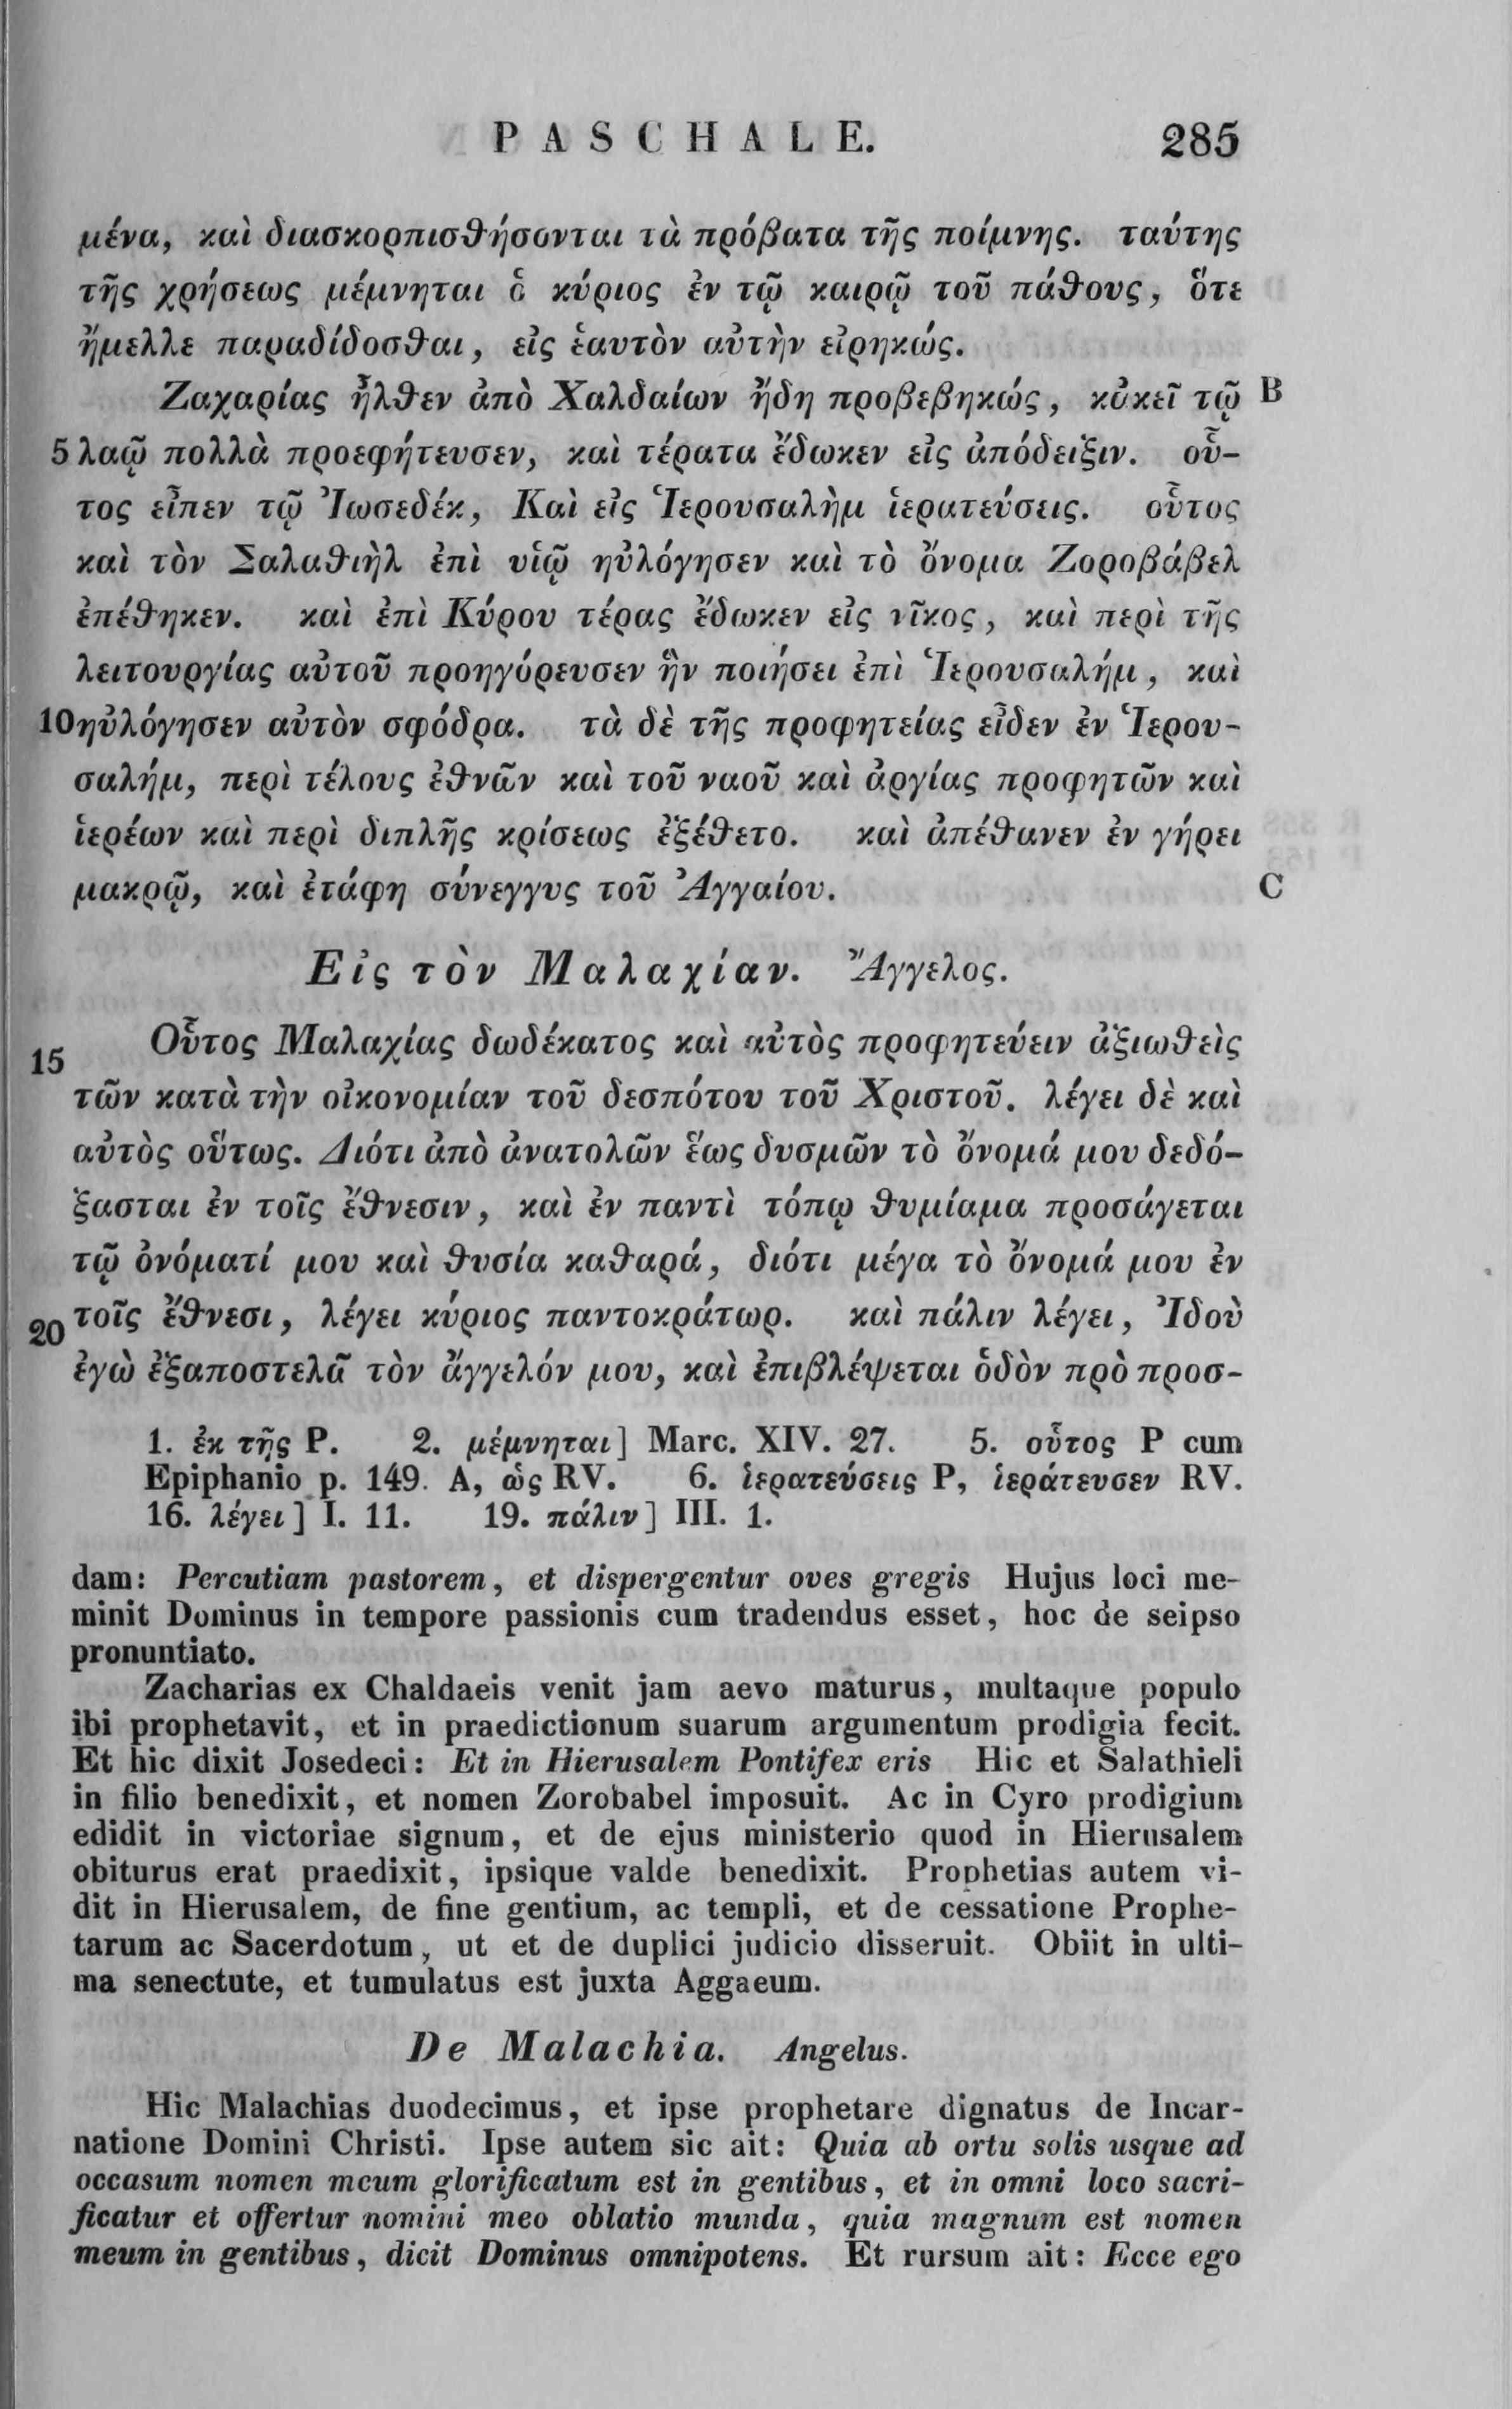 PASCHALE. 285
μένα, καὶ διασκορπισθήσονται τὰ πρόβατα τῆς ποίμνης. ταύτης
τῆς χρήσεως μέμνηται ὁ κύριος ἐν τῷ καιρῷ τοῦ πάθους, ὅτε
ἤμελλε παραδίδοσθαι, εἰς ἑαυτὸν αὐτὴν εἰρηκώς.
Ζαχαρίας ἦλθεν ἀπὸ Χαλδαίων ἤδη προβεβηκώς, κἀκεῖ τῷ B
5 λαῷ πολλὰ προεφήτευσεν, καὶ τέρατα ἔδωκεν εἰς ἀπόδειξιν. οὗ-
τος εἶπεν τῷ Ἰωσεδέκ, Καὶ εἰς Ἱερουσαλὴμ ἱερατεύσεις. οὗτος
καὶ τὸν Σαλαθιὴλ ἐπὶ υἱῷ ηὐλόγησεν καὶ τὸ ὄνομα Ζοροβάβελ
ἐπέθηκεν. καὶ ἐπὶ Κύρου τέρας ἔδωκεν εἰς νῖκος, καὶ περὶ τῆς
λειτουργίας αὐτοῦ προηγόρευσεν ἣν ποιήσει ἐπὶ Ἱερουσαλήμ, καὶ
10 ηὐλόγησεν αὐτὸν σφόδρα. τὰ δὲ τῆς προφητείας εἶδεν ἐν Ἱερου-
σαλήμ, περὶ τέλους ἐθνῶν καὶ τοῦ ναοῦ καὶ ἀργίας προφητῶν καὶ
ἱερέων καὶ περὶ διπλῆς κρίσεως ἐξέθετο. καὶ ἀπέθανεν ἐν γήρει
μακρῷ, καὶ ἐτάφη σύνεγγυς τοῦ Ἀγγαίου. C
Εἰς τὸν Μαλαχίαν. Ἄγγελος.
15 Οὗτος Μαλαχίας δωδέκατος καὶ αὐτὸς προφητεύειν ἀξιωθεὶς
τῶν κατὰ τὴν οἰκονομίαν τοῦ δεσπότου τοῦ Χριστοῦ. λέγει δὲ καὶ
αὐτὸς οὕτως. Διότι ἀπὸ ἀνατολῶν ἕως δυσμῶν τὸ ὄνομά μου δεδό-
ξασται ἐν τοῖς ἔθνεσιν, καὶ ἐν παντὶ τόπῳ θυμίαμα προσάγεται
τῷ ὀνόματί μου καὶ θυσία καθαρά, διότι μέγα τὸ ὄνομά μου ἐν
20 τοῖς ἔθνεσι, λέγει κύριος παντοκράτωρ. καὶ πάλιν λέγει, Ἰδοὺ
ἐγὼ ἐξαποστελῶ τὸν ἄγγελόν μου, καὶ ἐπιβλέψεται ὁδὸν πρὸ προσ-
1. ἐκ τῆς P. 2. μέμνηται] Marc. XIV. 27. 5. οὗτος P cum
Epiphanio p. 149. A, ὡς RV. 6. ἱερατεύσεις P, ἱεράτευσεν RV.
16. λέγει] I. 11. 19. πάλιν] III. 1.
dam: Percutiam pastorem, et dispergentur oves gregis Hujus loci me-
minit Dominus in tempore passionis cum tradendus esset, hoc de seipso
pronuntiato.
Zacharias ex Chaldaeis venit jam aevo maturus, multaque populo
ibi prophetavit, et in praedictionum suarum argumentum prodigia fecit.
Et hic dixit Josedeci: Et in Hierusalem Pontifex eris Hic et Salathieli
in filio benedixit, et nomen Zorobabel imposuit. Ac in Cyro prodigium
edidit in victoriae signum, et de ejus ministerio quod in Hierusalem
obiturus erat praedixit, ipsique valde benedixit. Prophetias autem vi-
dit in Hierusalem, de fine gentium, ac templi, et de cessatione Prophe-
tarum ac Sacerdotum, ut et de duplici judicio disseruit. Obiit in ulti-
ma senectute, et tumulatus est juxta Aggaeum.
De Malachia. Angelus.
Hic Malachias duodecimus, et ipse prophetare dignatus de Incar-
natione Domini Christi. Ipse autem sic ait: Quia ab ortu solis usque ad
occasum nomen meum glorificatum est in gentibus, et in omni loco sacri-
ficatur et offertur nomini meo oblatio munda, quia magnum est nomen
meum in gentibus, dicit Dominus omnipotens. Et rursum ait: Ecce ego